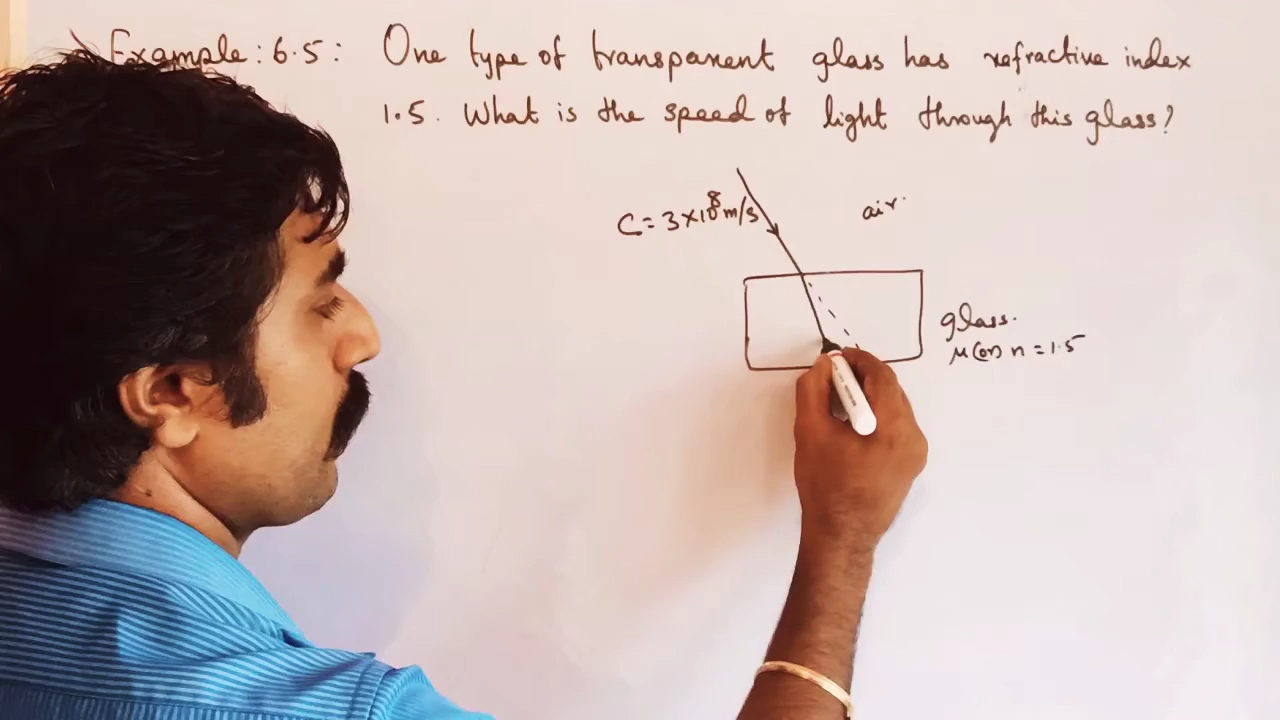 Example: 6.5: One type of transparent glass has refractive index
1.5. What is the speed of light through this glass?
C = 3×10⁸ m/s
air.
glass.
μ (or) n = 1.5